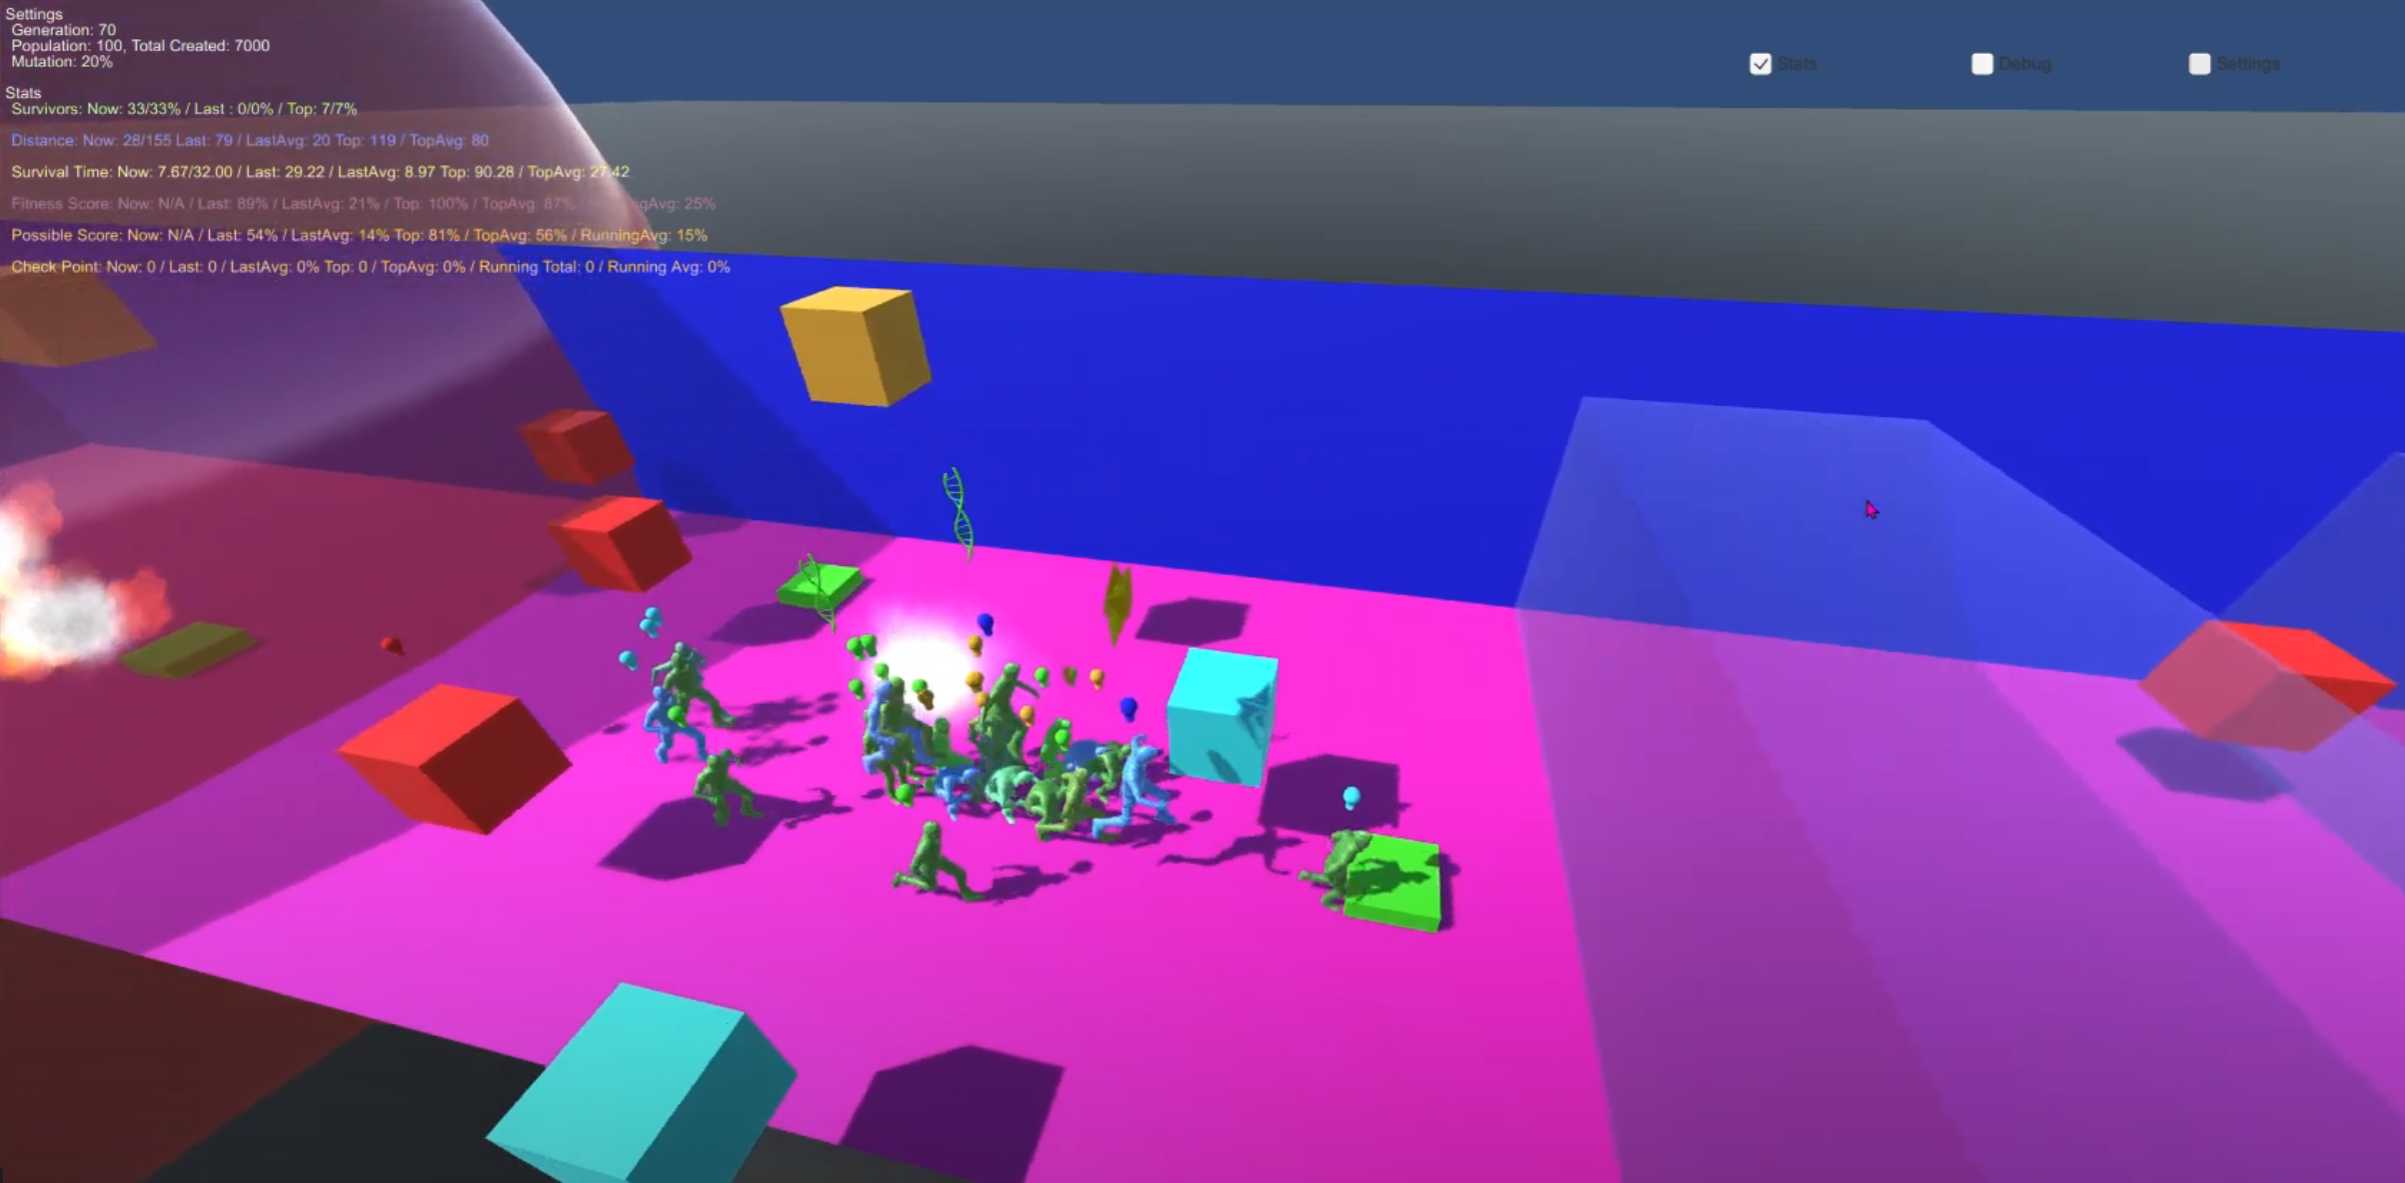 Settings
Generation: 70
Population: 100, Total Created: 7000
Mutation: 20%
Stats
Survivors: Now: 33/33% / Last : 0/0% / Top: 7/7%
Distance: Now: 28/155 Last: 79 / LastAvg: 20 Top: 119 / TopAvg: 80
Survival Time: Now: 7.67/32.00 / Last: 29.22 / LastAvg: 8.97 Top: 90.28 / TopAvg: 27.42
Fitness Score: Now: N/A / Last: 89% / LastAvg: 21% / Top: 100% / TopAvg: 87% / 25%
Possible Score: Now: N/A / Last: 54% / LastAvg: 14% Top: 81% / TopAvg: 56% / RunningAvg: 15%
Check Point: Now: 0 / Last: 0 / LastAvg: 0% Top: 0 / TopAvg: 0% / Running Total: 0 / Running Avg: 0%
Stats
Debug
Settings